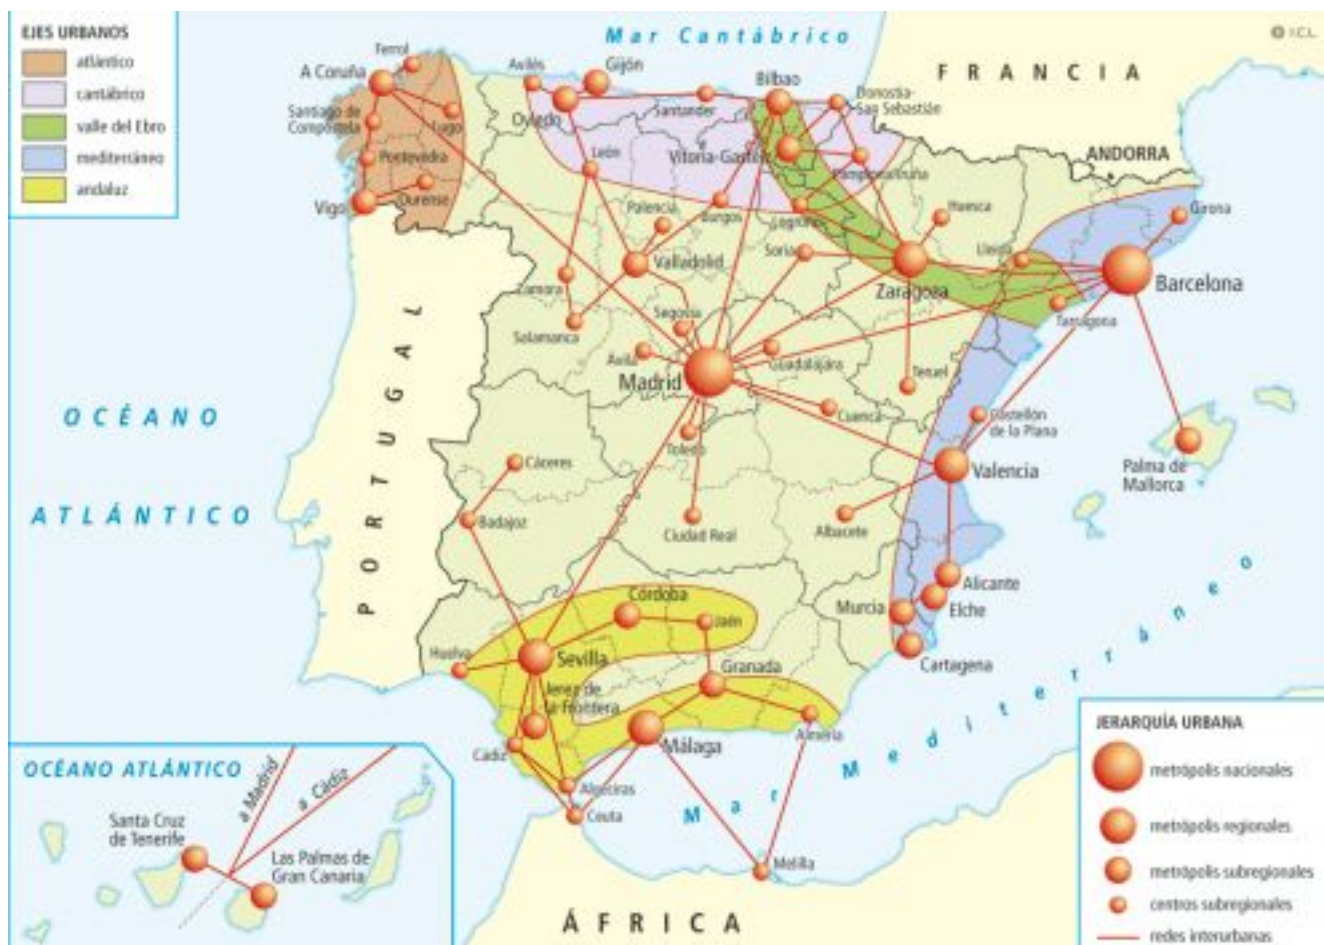 EJES URBANOS
atlántico
cantábrico
valle del Ebro
mediterráneo
andaluz
Mar Cantábrico
© I.C.L.
FRANCIA
ANDORRA
PORTUGAL
OCÉANO
ATLÁNTICO
Ferrol
A Coruña
Santiago de
Compostela
Lugo
Pontevedra
Vigo
Ourense
Avilés
Gijón
Oviedo
Santander
Bilbao
Donostia-
San Sebastián
Vitoria-Gasteiz
Pamplona/Iruña
León
Palencia
Burgos
Logroño
Huesca
Girona
Lleida
Barcelona
Zaragoza
Tarragona
Soria
Valladolid
Zamora
Salamanca
Segovia
Ávila
Madrid
Guadalajara
Teruel
Cuenca
Toledo
Castellón
de la Plana
Valencia
Palma de
Mallorca
Cáceres
Badajoz
Ciudad Real
Albacete
Alicante
Elche
Murcia
Cartagena
Córdoba
Jaén
Huelva
Sevilla
Granada
Jerez de
la Frontera
Málaga
Almería
Cádiz
Algeciras
Ceuta
Melilla
Mar Mediterráneo
ÁFRICA
OCÉANO ATLÁNTICO
a Madrid
a Cádiz
Santa Cruz
de Tenerife
Las Palmas de
Gran Canaria
JERARQUÍA URBANA
metrópolis nacionales
metrópolis regionales
metrópolis subregionales
centros subregionales
redes interurbanas